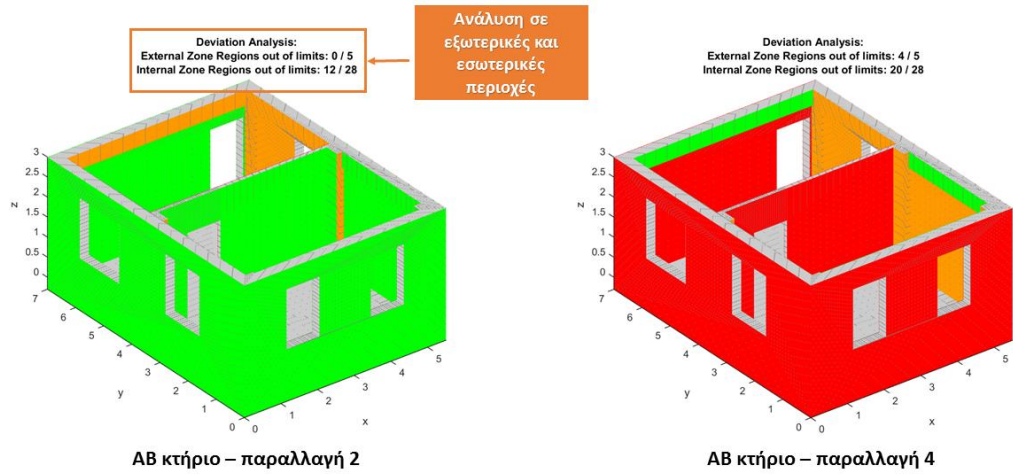 Deviation Analysis:
External Zone Regions out of limits: 0 / 5
Internal Zone Regions out of limits: 12 / 28
Ανάλυση σε
εξωτερικές και
εσωτερικές
περιοχές
Deviation Analysis:
External Zone Regions out of limits: 4 / 5
Internal Zone Regions out of limits: 20 / 28
3
2.5
2
z
1.5
1
0.5
0
7
6
5
4
y
3
2
1
0
0
1
2
x
3
4
5
3
2.5
2
z
1.5
1
0.5
0
7
6
5
4
y
3
2
1
0
0
1
2
x
3
4
5
ΑΒ κτήριο – παραλλαγή 2
ΑΒ κτήριο – παραλλαγή 4